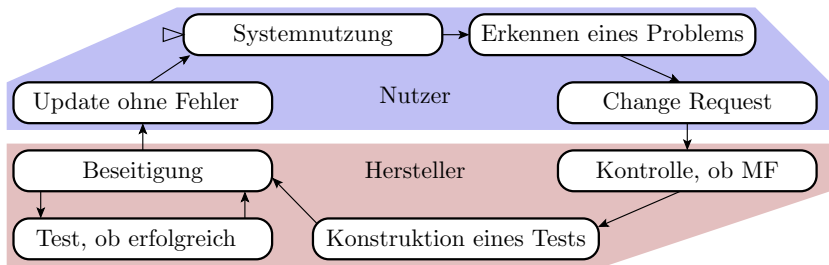 Systemnutzung
Erkennen eines Problems
Update ohne Fehler
Nutzer
Change Request
Beseitigung
Hersteller
Kontrolle, ob MF
Test, ob erfolgreich
Konstruktion eines Tests